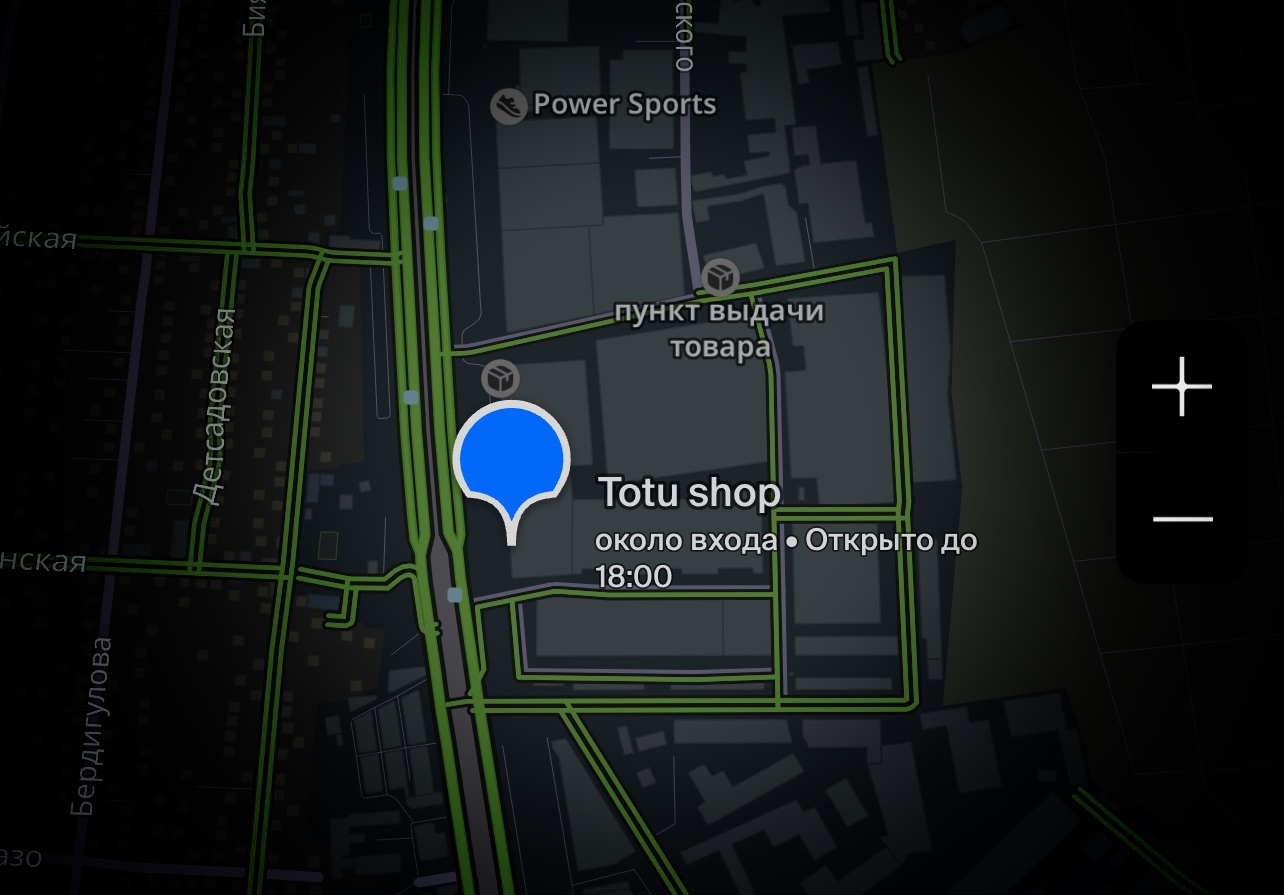 Бия
ского
Power Sports
йская
пункт выдачи
товара
Детсадовская
Totu shop
около входа • Открыто до
18:00
нская
Бердигулова
азо